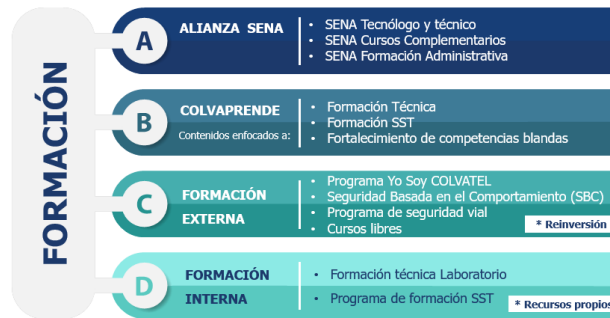 FORMACIÓN
A
ALIANZA SENA
• SENA Tecnólogo y técnico
• SENA Cursos Complementarios
• SENA Formación Administrativa
B
COLVAPRENDE
Contenidos enfocados a:
• Formación Técnica
• Formación SST
• Fortalecimiento de competencias blandas
C
FORMACIÓN
EXTERNA
• Programa Yo Soy COLVATEL
• Seguridad Basada en el Comportamiento (SBC)
• Programa de seguridad vial
• Cursos libres
* Reinversión
D
FORMACIÓN
INTERNA
• Formación técnica Laboratorio
• Programa de formación SST
* Recursos propios